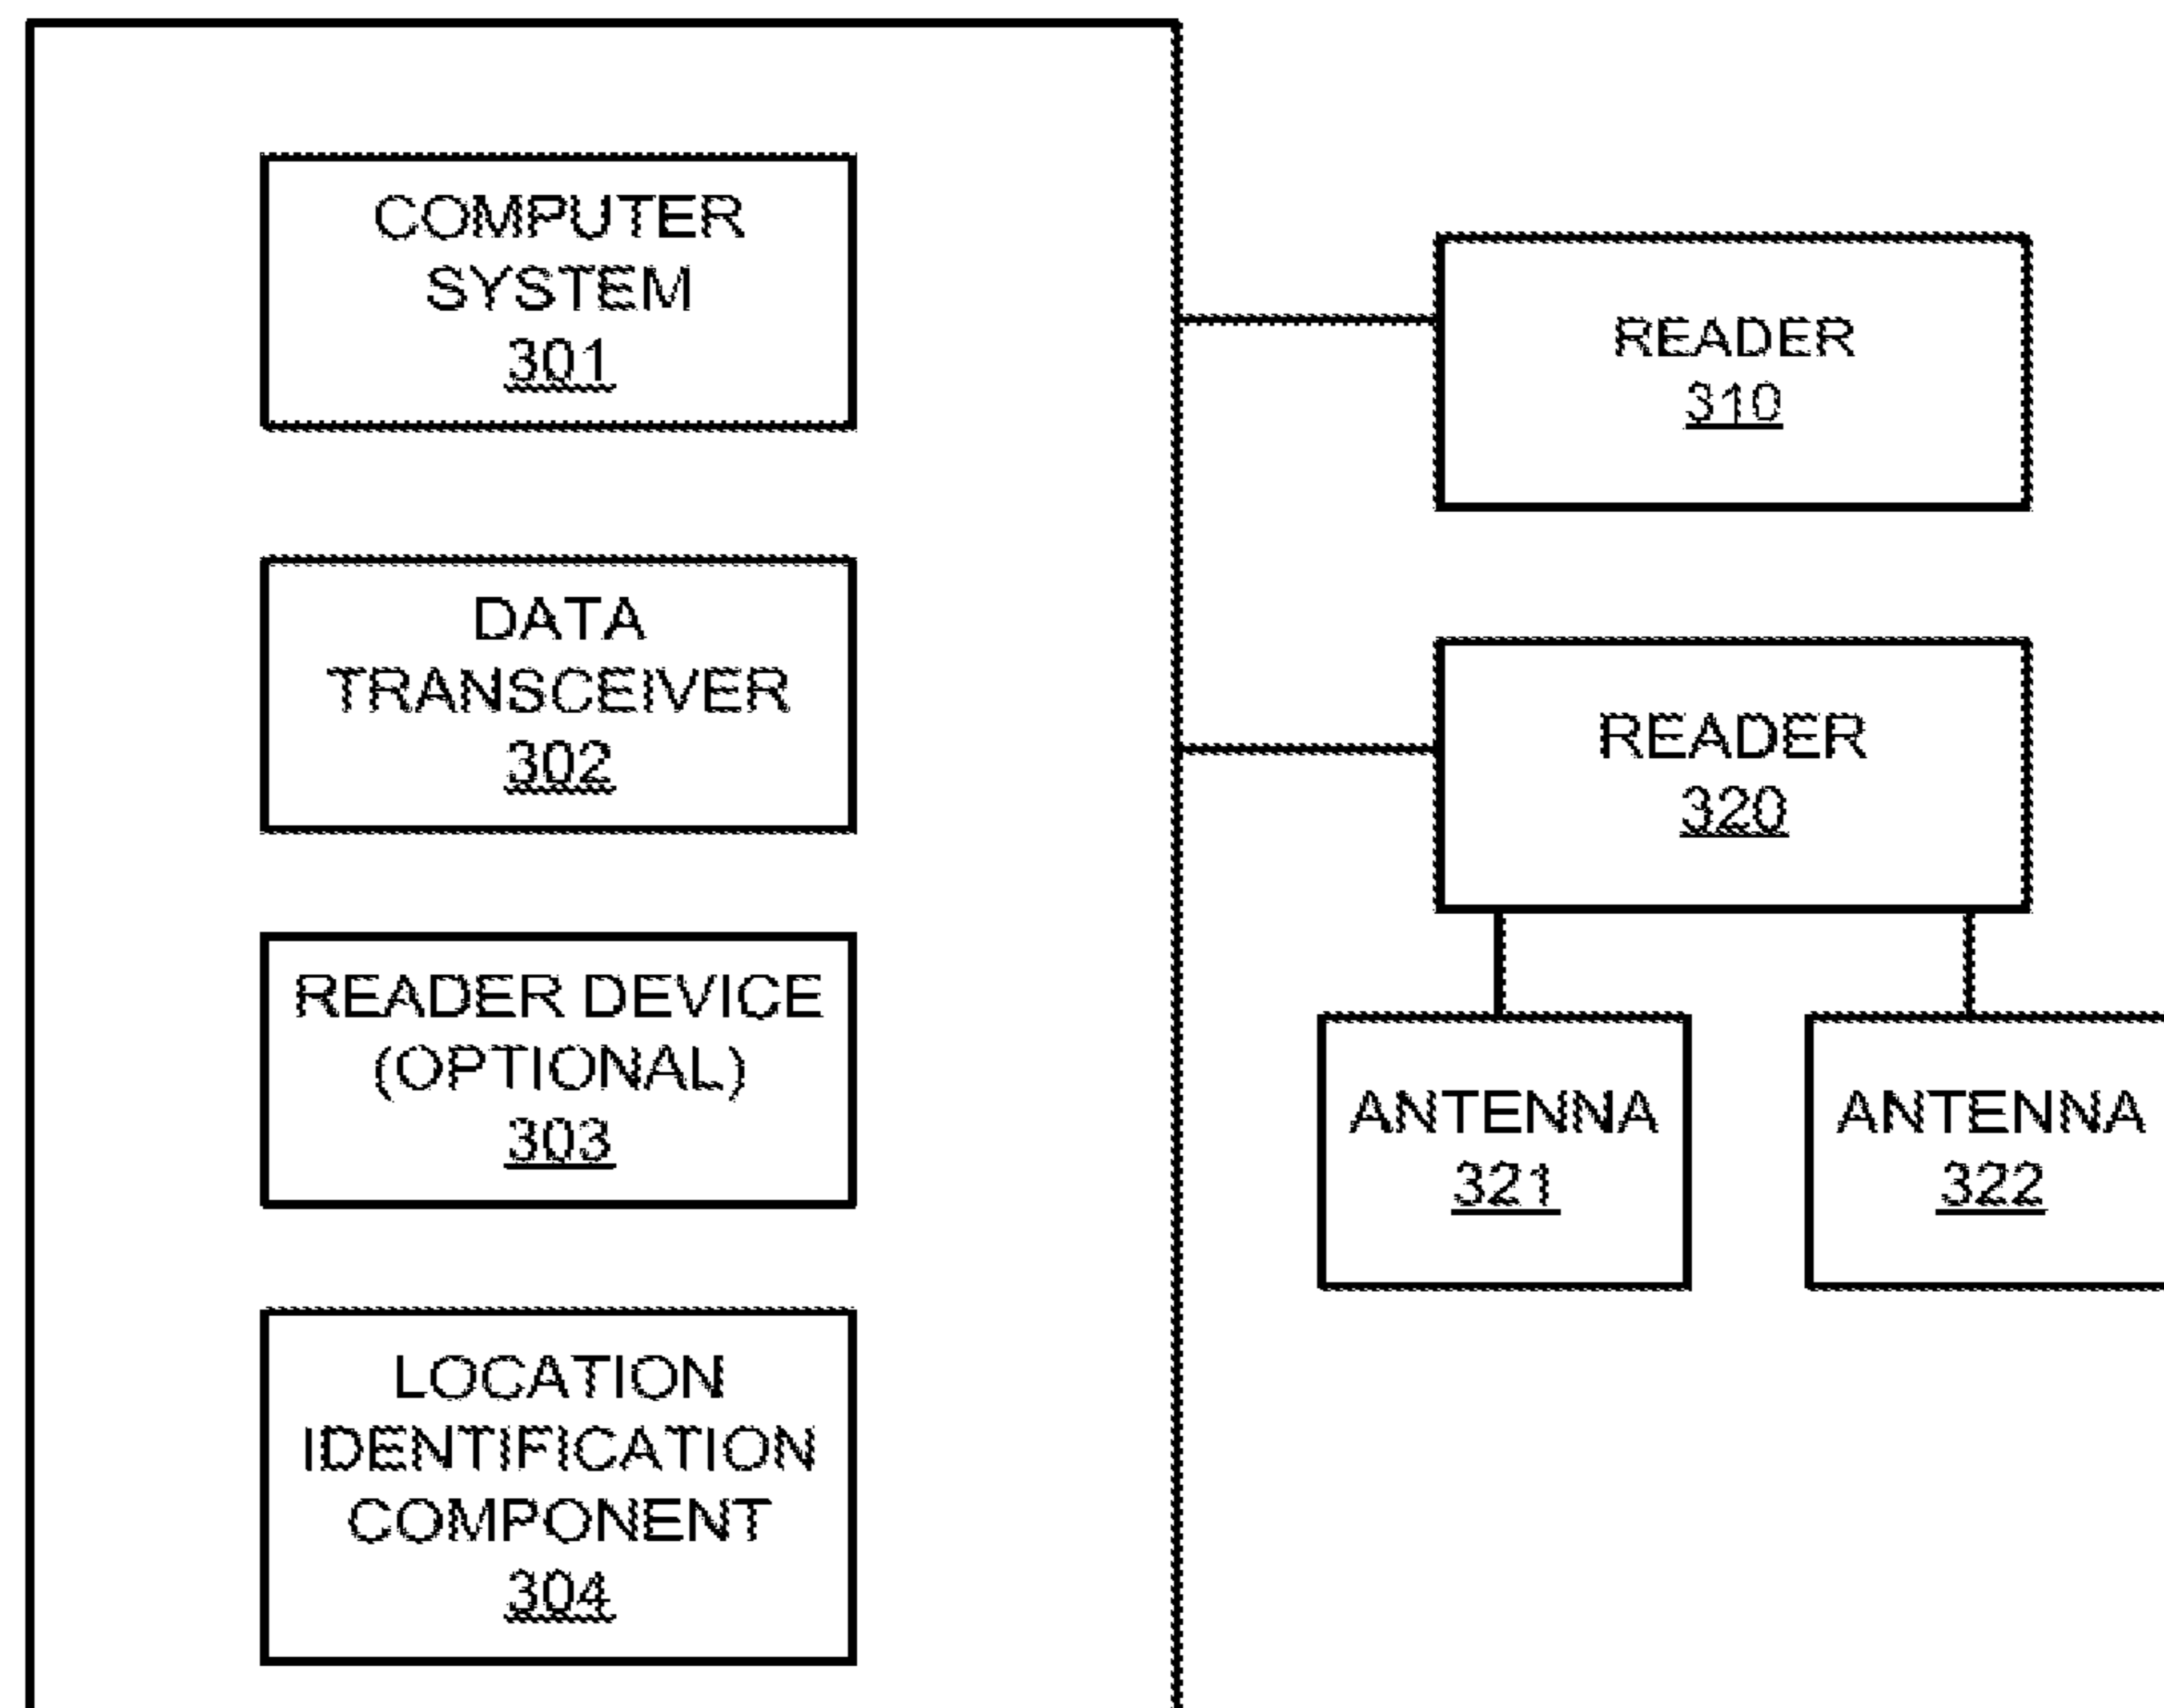 COMPUTER
SYSTEM
301
DATA
TRANSCEIVER
302
READER DEVICE
(OPTIONAL)
303
LOCATION
IDENTIFICATION
COMPONENT
304
READER
310
READER
320
ANTENNA
321
ANTENNA
322